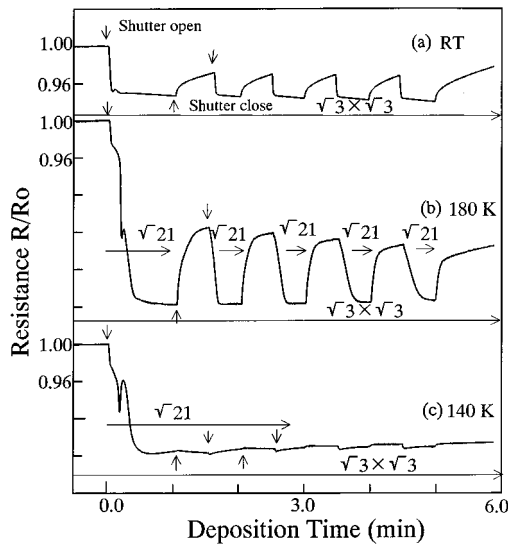 Shutter open
(a) RT
1.00
0.96
Shutter close
√3×√3
1.00
0.96
(b) 180 K
√21 √21 √21 √21 √21
√3×√3
1.00
0.96
√21
(c) 140 K
√3×√3
0.0 3.0 6.0
Deposition Time (min)
Resistance R/Ro